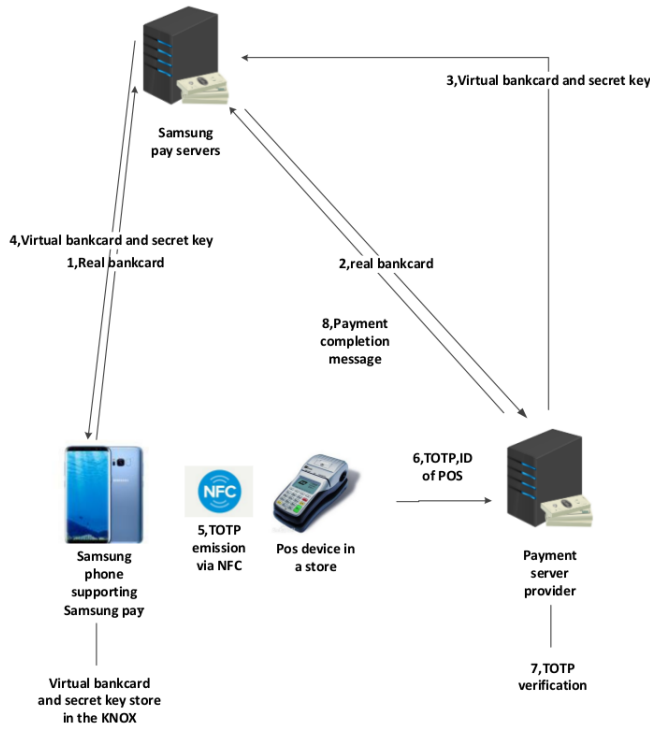 3,Virtual bankcard and secret key
Samsung
pay servers
4,Virtual bankcard and secret key
1,Real bankcard
2,real bankcard
8,Payment
completion
message
NFC
5,TOTP
emission
via NFC
Pos device in
a store
6,TOTP,ID
of POS
Samsung
phone
supporting
Samsung pay
Payment
server
provider
Virtual bankcard
and secret key store
in the KNOX
7,TOTP
verification